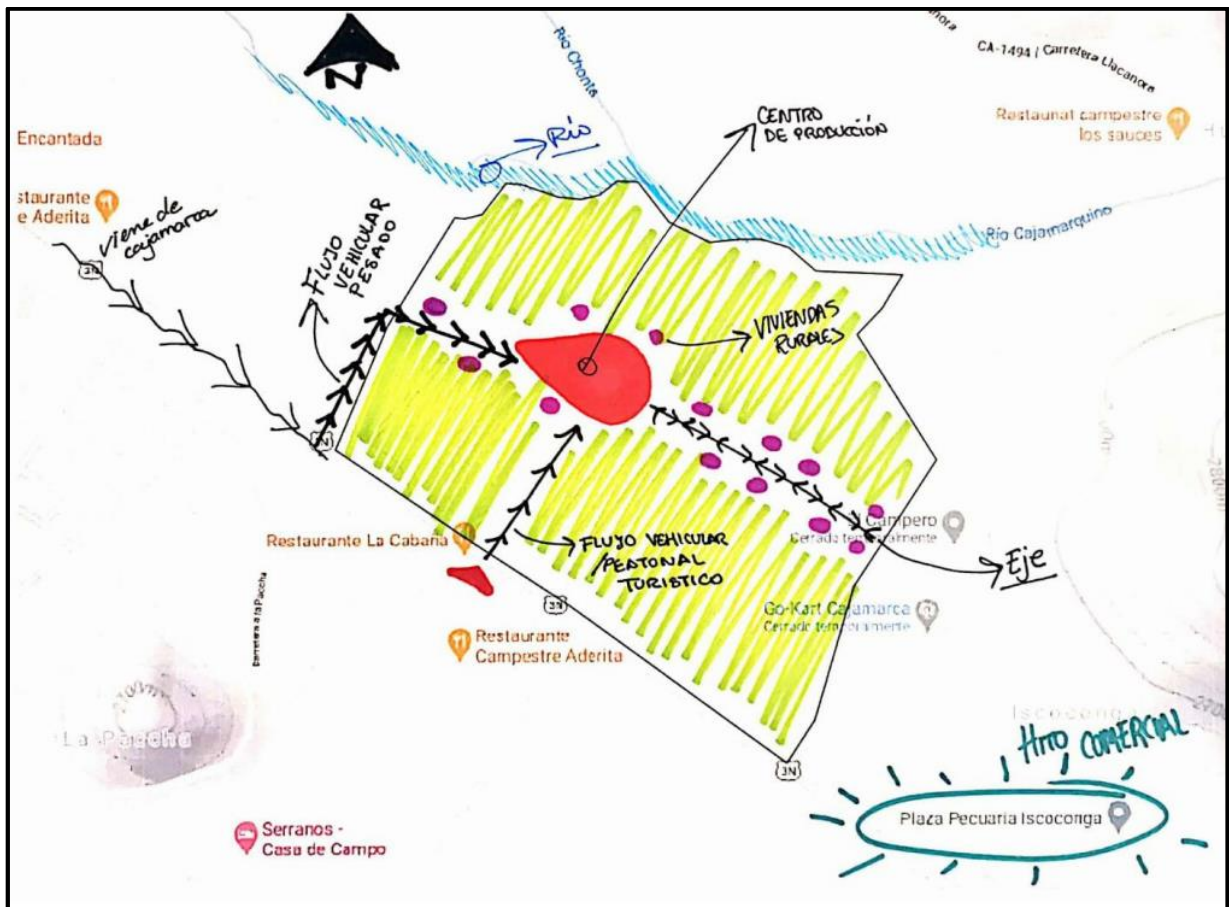 N
Río Chonta
CA-1494 | Carretera Llacanora
Encantada
Restaunat campestre
los sauces
CENTRO
DE PRODUCCIÓN
Río
staurante
e Aderita
Viene de
cajamarca
3N
FLUJO
VEHICULAR
PESADO
Río Cajamarquino
VIVIENDAS
RURALES
3N
Restaurante La Cabaña
FLUJO VEHICULAR
/PEATONAL
TURISTICO
Campero
Cerrado temporalmente
Eje
Carretera a la Paccha
3N
Go-Kart Cajamarca
Cerrado temporalmente
Restaurante
Campestre Aderita
La Paccha
Iscoconga
HITO COMERCIAL
3N
Plaza Pecuaria Iscoconga
Serranos -
Casa de Campo